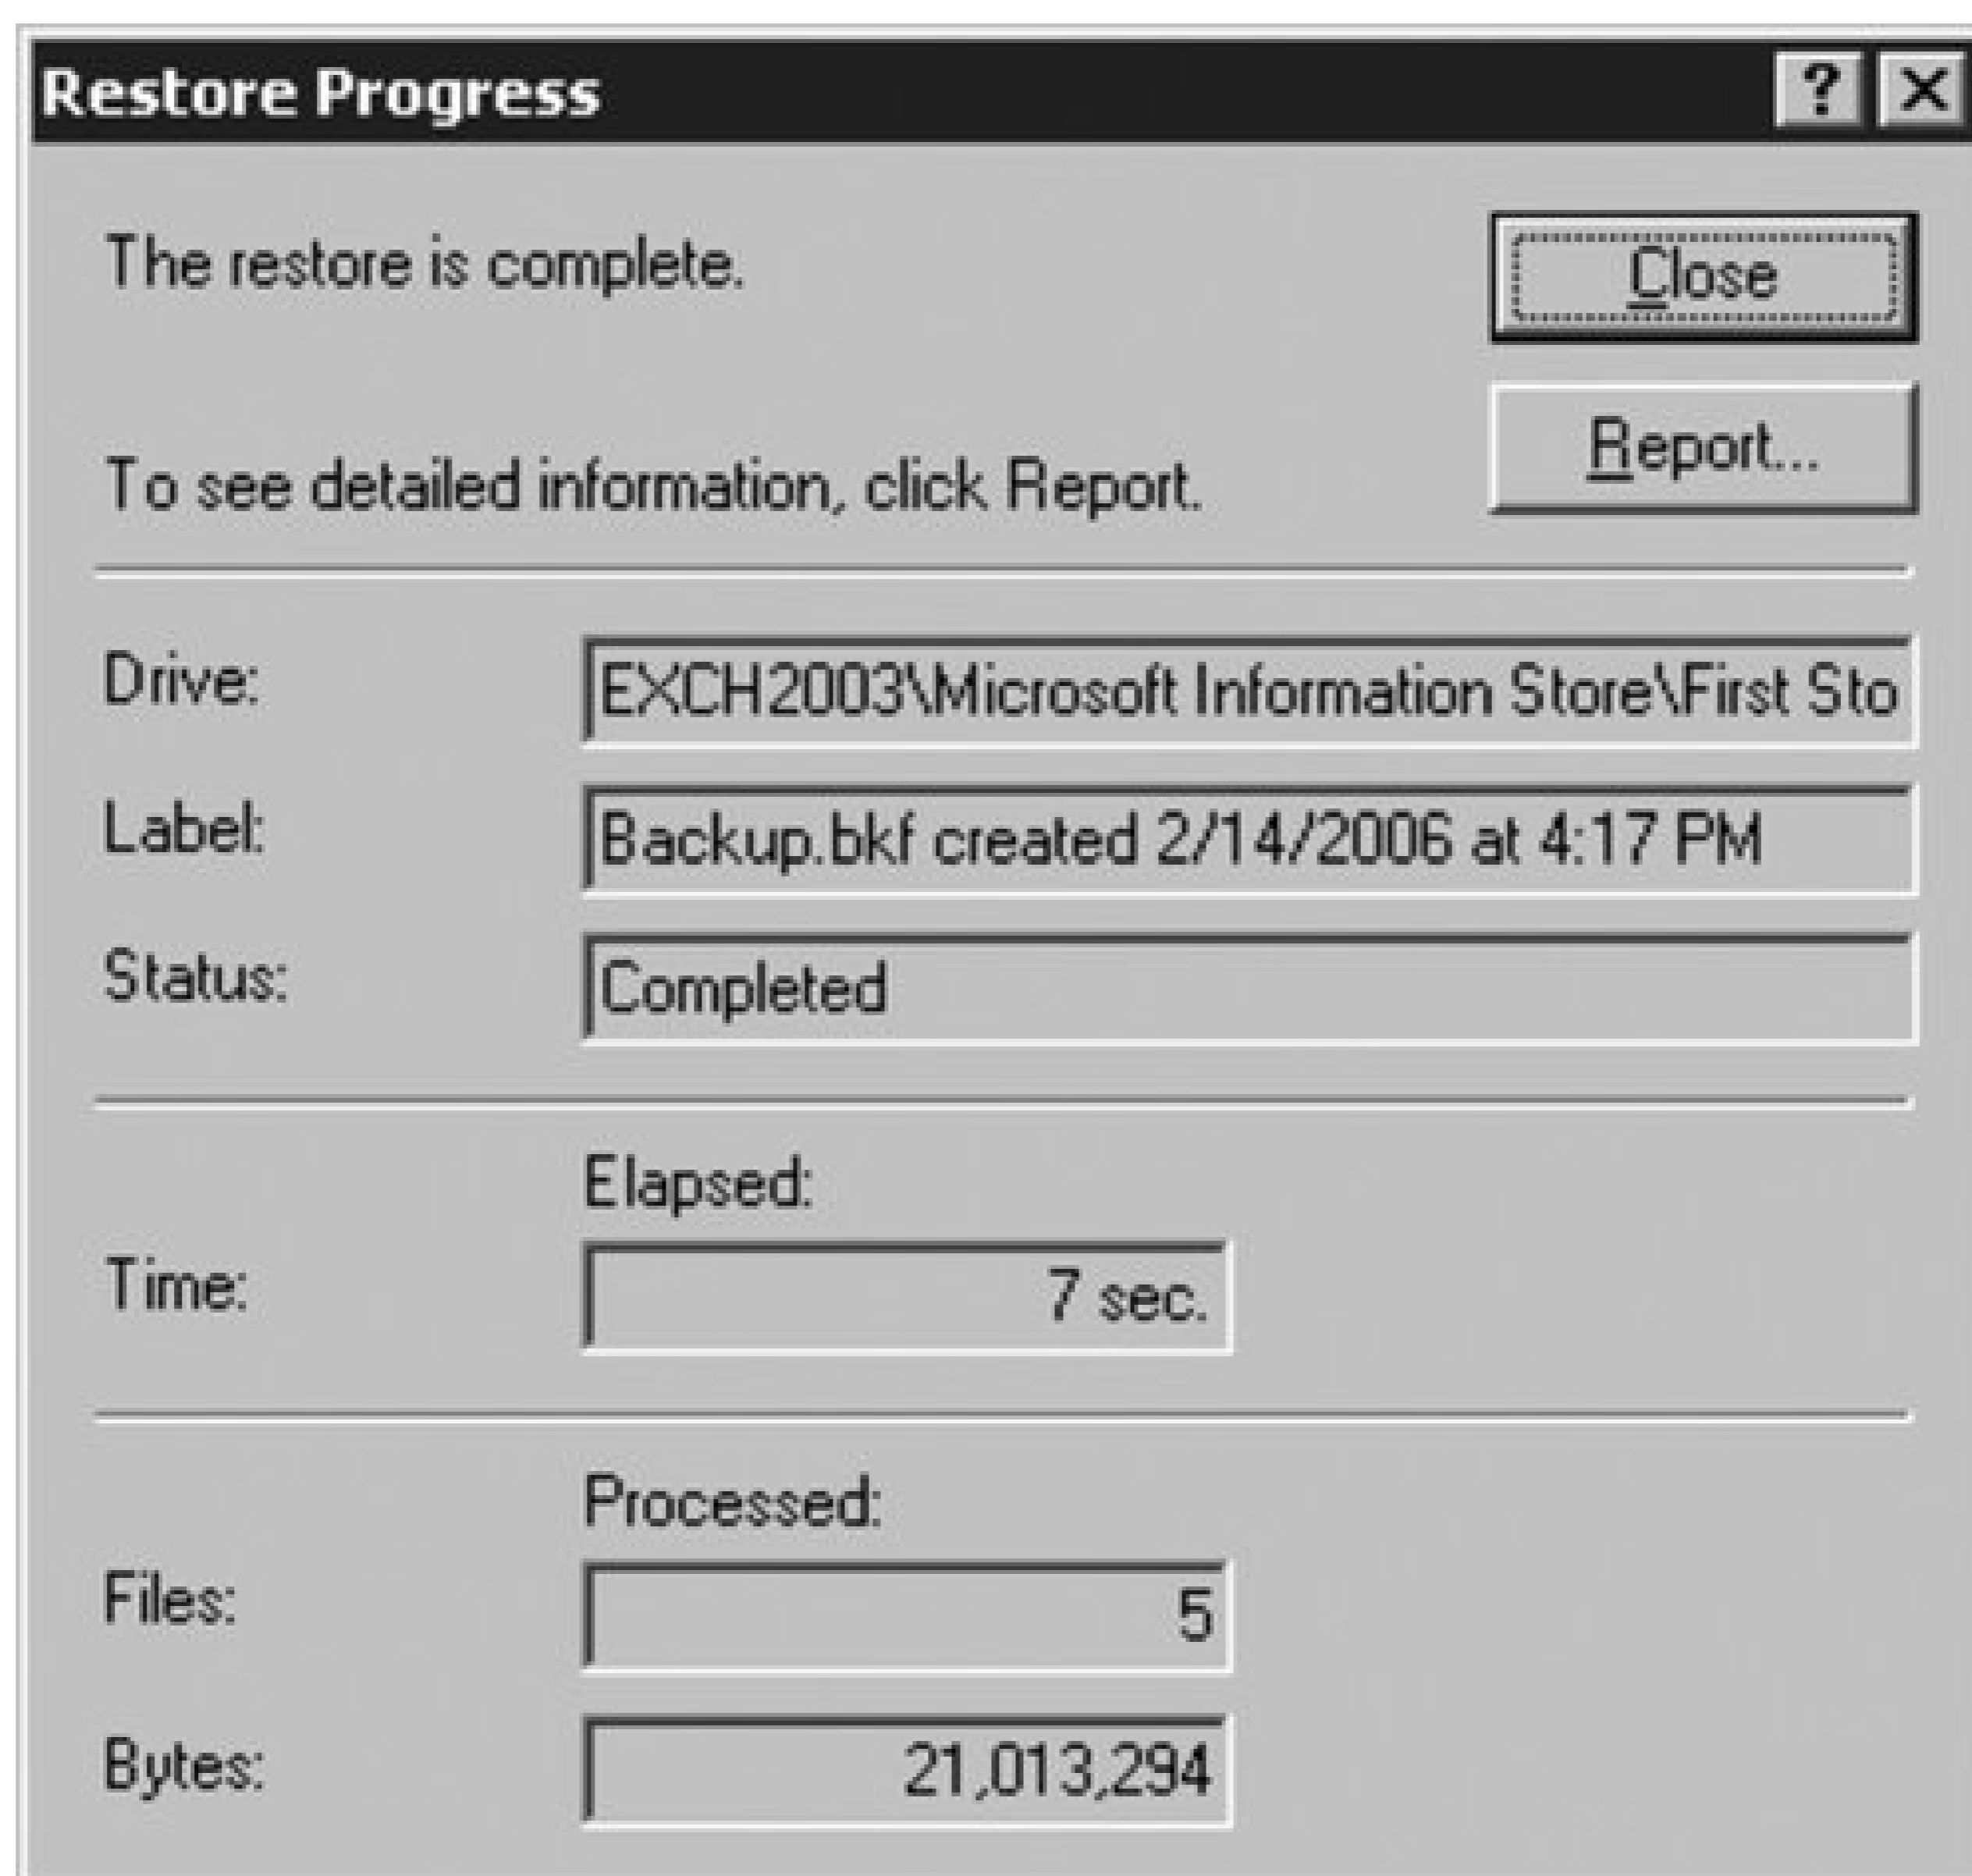 Restore Progress
The restore is complete.
Close
Report...
To see detailed information, click Report.
Drive: EXCH2003\Microsoft Information Store\First Sto
Label: Backup.bkf created 2/14/2006 at 4:17 PM
Status: Completed
Elapsed:
Time: 7 sec.
Processed:
Files: 5
Bytes: 21,013,294